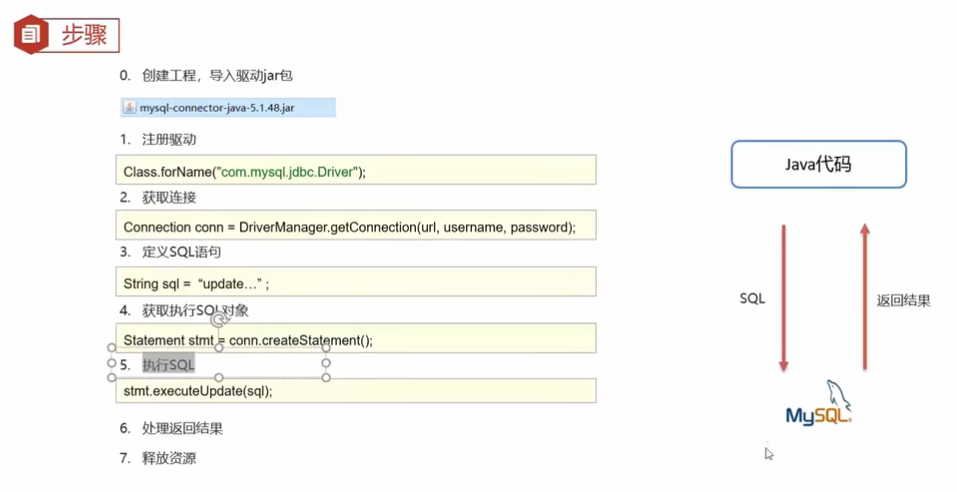 步骤
0. 创建工程，导入驱动jar包
mysql-connector-java-5.1.48.jar
1. 注册驱动
Class.forName("com.mysql.jdbc.Driver");
2. 获取连接
Connection conn = DriverManager.getConnection(url, username, password);
3. 定义SQL语句
String sql = “update…” ;
4. 获取执行SQL对象
Statement stmt = conn.createStatement();
5. 执行SQL
stmt.executeUpdate(sql);
6. 处理返回结果
7. 释放资源
Java代码
SQL
返回结果
MySQL